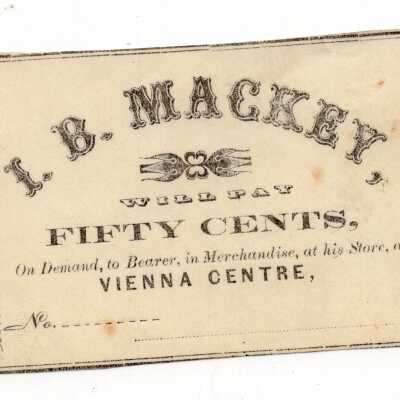 I. B. MACKEY,
WILL PAY
FIFTY CENTS,
On Demand, to Bearer, in Merchandise, at his Store, a
VIENNA CENTRE,
No.